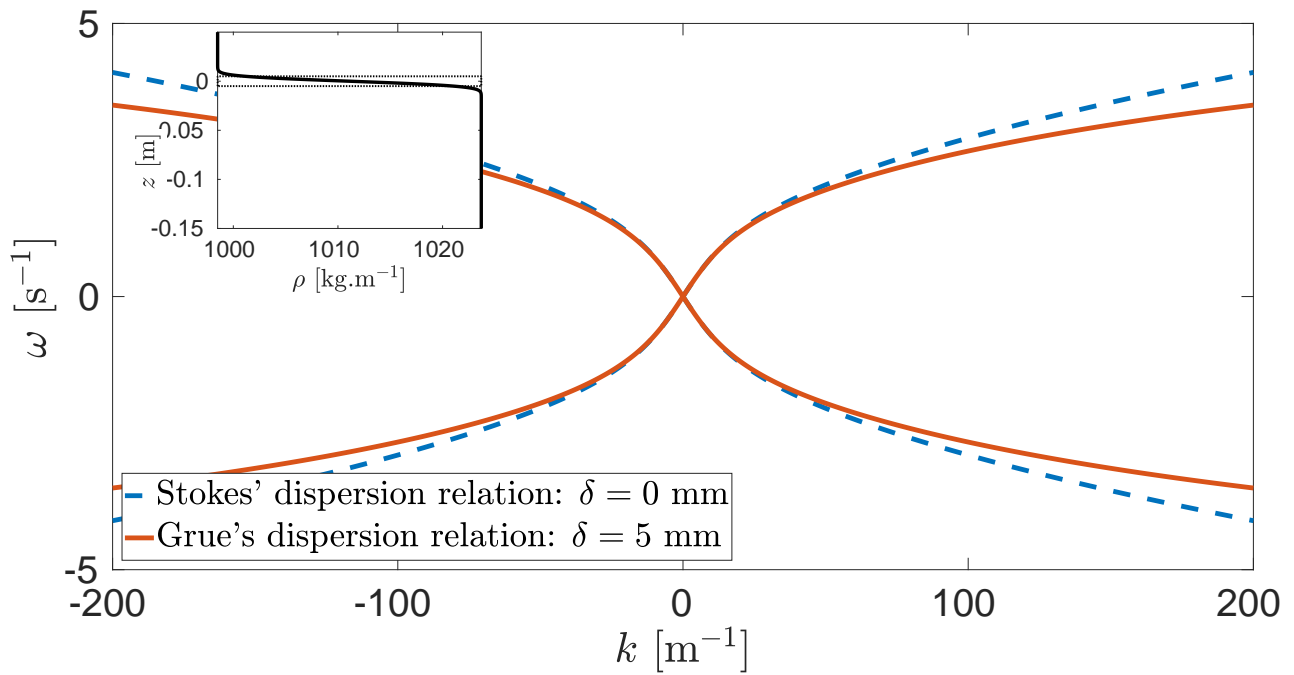 5
0
-5
ω [s⁻¹]
0
0.05
-0.1
-0.15
z [m]
1000 1010 1020
ρ [kg.m⁻¹]
Stokes' dispersion relation: δ = 0 mm
Grue's dispersion relation: δ = 5 mm
-200 -100 0 100 200
k [m⁻¹]